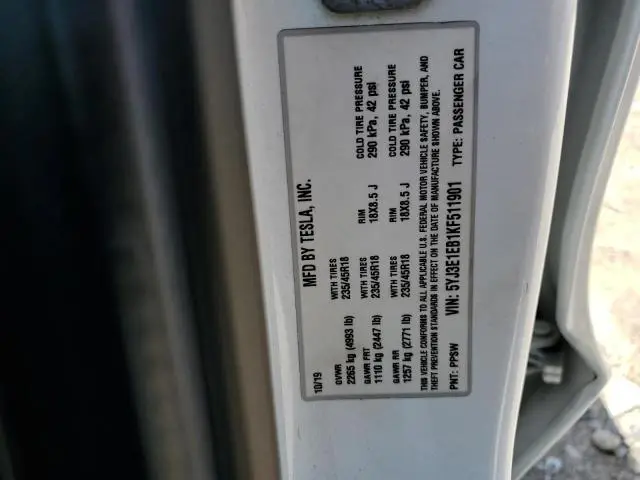 MFD BY TESLA, INC.
10/19
GVWR WITH TIRES RIM COLD TIRE PRESSURE
2265 kg (4993 lb) 235/45R18 18X8.5 J 290 kPa, 42 psi
GAWR FRT WITH TIRES RIM COLD TIRE PRESSURE
1110 kg (2447 lb) 235/45R18 18X8.5 J 290 kPa, 42 psi
GAWR RR
1257 kg (2771 lb) 235/45R18
THIS VEHICLE CONFORMS TO ALL APPLICABLE U.S. FEDERAL MOTOR VEHICLE SAFETY, BUMPER, AND
THEFT PREVENTION STANDARDS IN EFFECT ON THE DATE OF MANUFACTURE SHOWN ABOVE.
PNT: PPSW VIN: 5YJ3E1EB1KF511901 TYPE: PASSENGER CAR